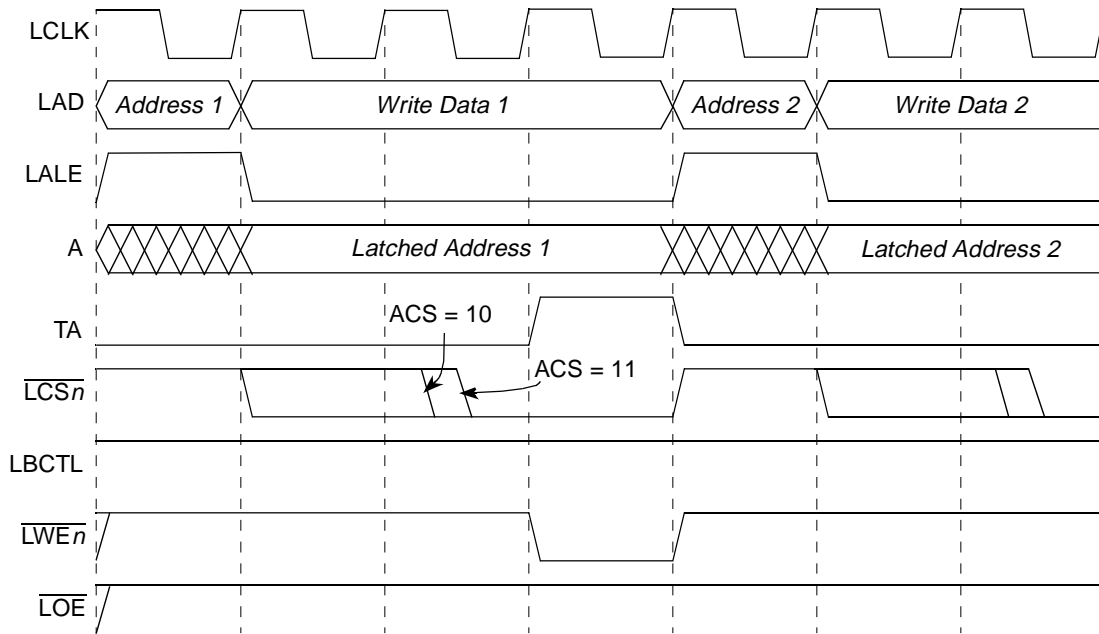 LCLK
LAD
Address 1
Write Data 1
Address 2
Write Data 2
LALE
A
Latched Address 1
Latched Address 2
TA
ACS = 10
ACS = 11
LCSn
LBCTL
LWEn
LOE